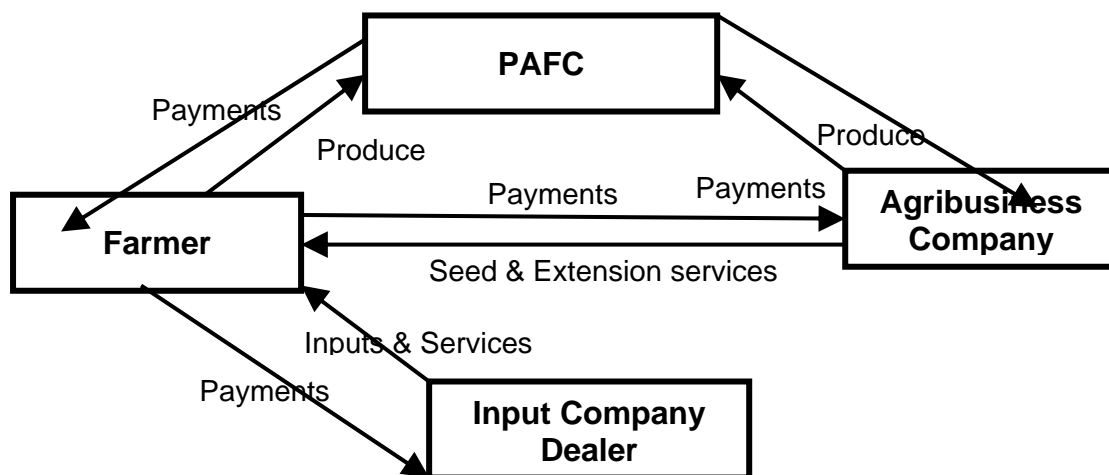 PAFC
Payments
Produce
Produce
Payments
Payments
Agribusiness
Company
Farmer
Seed & Extension services
Inputs & Services
Payments
Input Company
Dealer